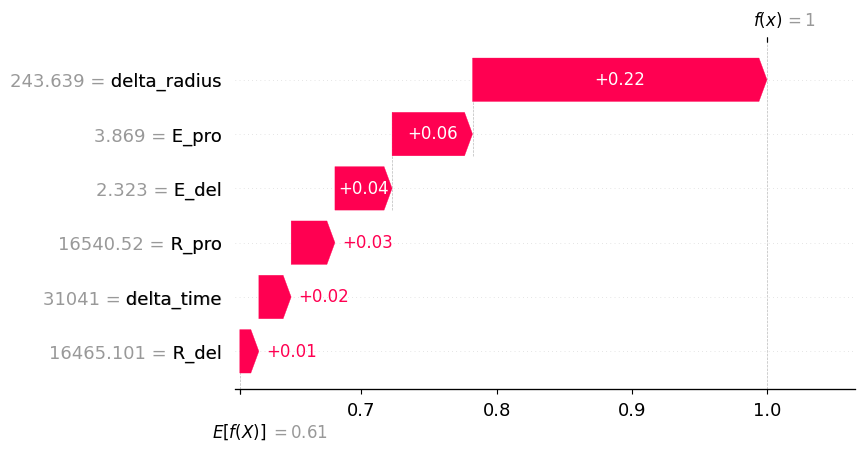 f(x) = 1
243.639 = delta_radius
+0.22
3.869 = E_pro
+0.06
2.323 = E_del
+0.04
16540.52 = R_pro
+0.03
31041 = delta_time
+0.02
16465.101 = R_del
+0.01
0.7 0.8 0.9 1.0
E[f(X)] = 0.61